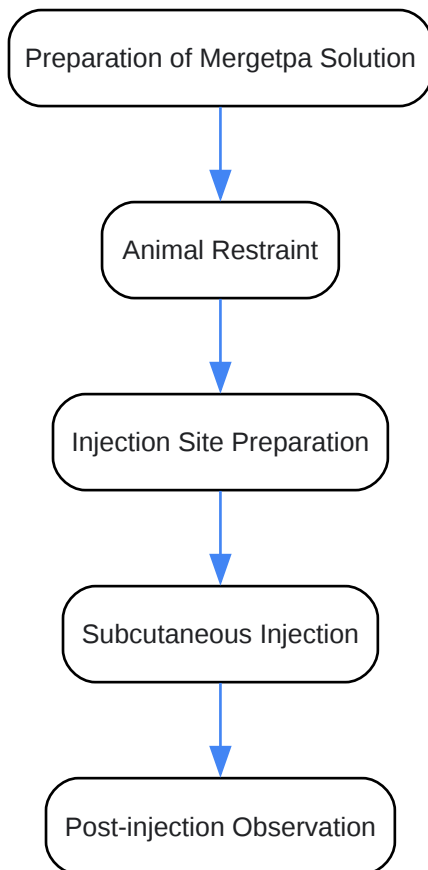 Preparation of Mergetpa Solution
Animal Restraint
Injection Site Preparation
Subcutaneous Injection
Post-injection Observation